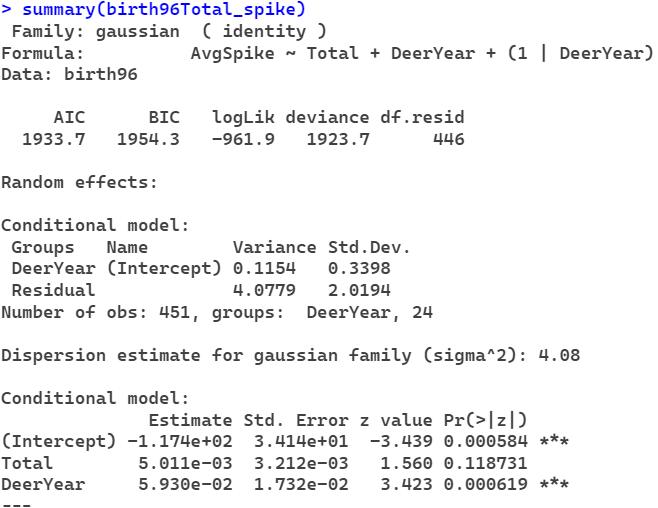 > summary(birth96Total_spike)
 Family: gaussian  ( identity )
Formula:          AvgSpike ~ Total + DeerYear + (1 | DeerYear)
Data: birth96

     AIC      BIC   logLik deviance df.resid
  1933.7   1954.3   -961.9   1923.7      446

Random effects:

Conditional model:
 Groups   Name        Variance Std.Dev.
 DeerYear (Intercept) 0.1154   0.3398
 Residual             4.0779   2.0194
Number of obs: 451, groups:  DeerYear, 24

Dispersion estimate for gaussian family (sigma^2): 4.08

Conditional model:
              Estimate Std. Error z value Pr(>|z|)
(Intercept) -1.174e+02  3.414e+01  -3.439 0.000584 ***
Total        5.011e-03  3.212e-03   1.560 0.118731
DeerYear     5.930e-02  1.732e-02   3.423 0.000619 ***
---